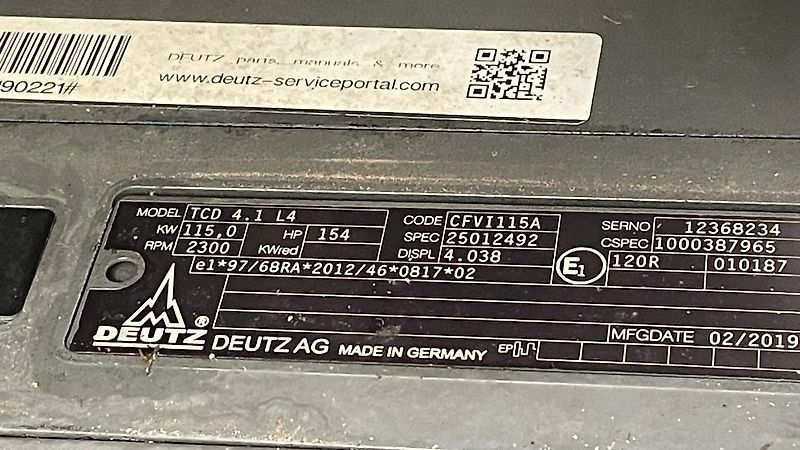 DEUTZ parts, manuals & more
www.deutz-serviceportal.com
90221#
MODEL TCD 4.1 L4 CODE CFVI115A SERNO 12368234
KW 115,0 HP 154 SPEC 25012492 CSPEC 1000387965
RPM 2300 KWred DISPL 4.038 E1 120R 010187
e1*97/68RA*2012/46*0817*02
MFGDATE 02/2019
DEUTZ® DEUTZ AG MADE IN GERMANY EP